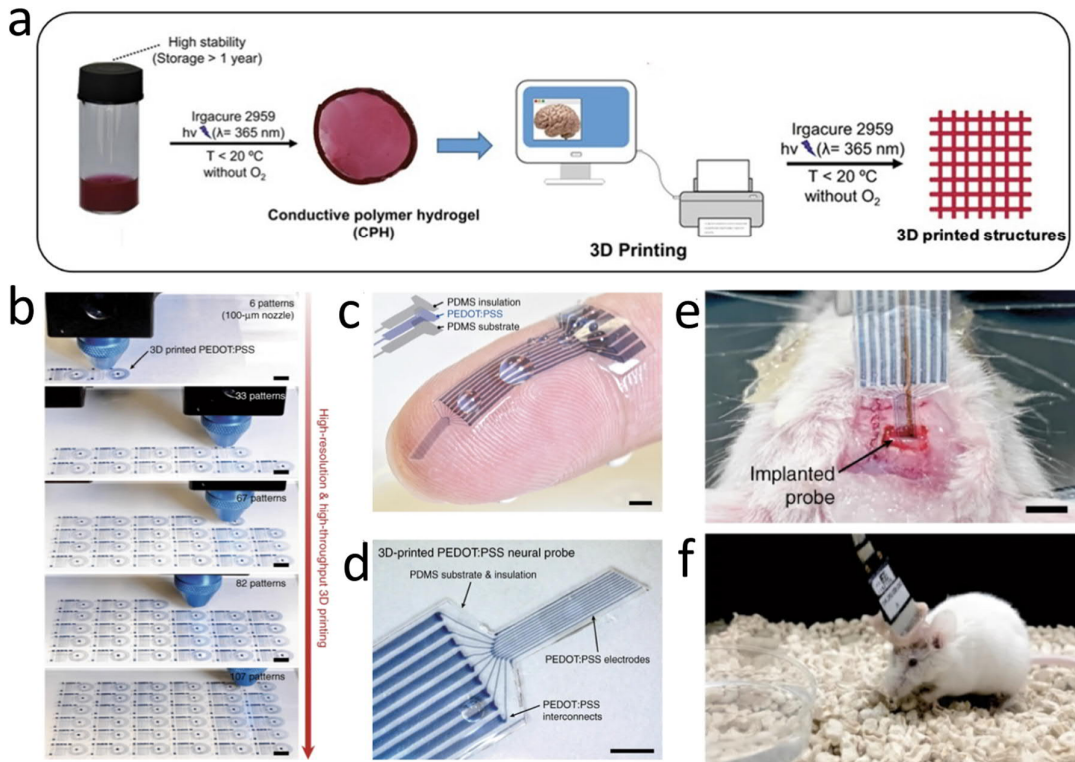 a
High stability
(Storage > 1 year)
Irgacure 2959
hν (λ= 365 nm)
T < 20 ºC
without O₂
Conductive polymer hydrogel
(CPH)
3D Printing
Irgacure 2959
hν (λ= 365 nm)
T < 20 ºC
without O₂
3D printed structures
b
6 patterns
(100-µm nozzle)
3D printed PEDOT:PSS
33 patterns
67 patterns
82 patterns
107 patterns
High-resolution & high-throughput 3D printing
c
PDMS insulation
PEDOT:PSS
PDMS substrate
d
3D-printed PEDOT:PSS neural probe
PDMS substrate & insulation
PEDOT:PSS electrodes
PEDOT:PSS
interconnects
e
Implanted
probe
f